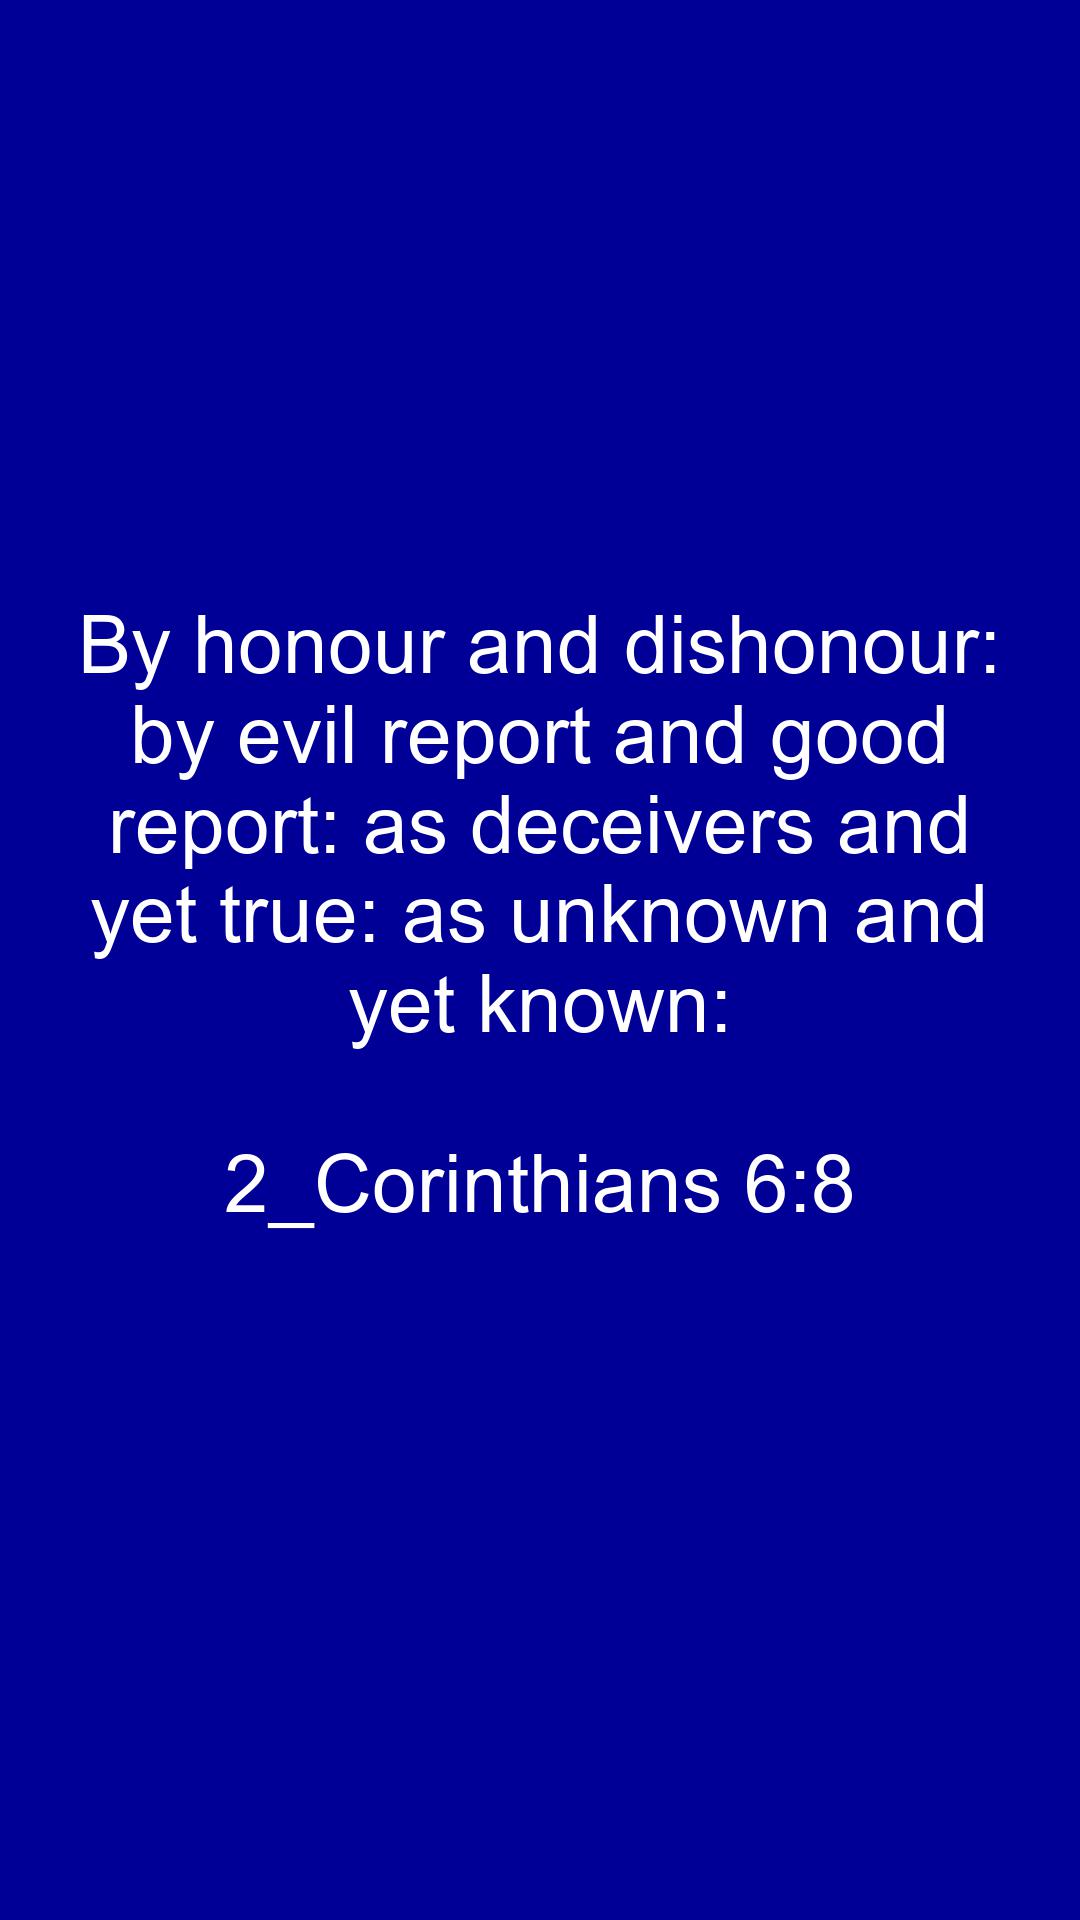 By honour and dishonour:
by evil report and good
report: as deceivers and
yet true: as unknown and
yet known:
2_Corinthians 6:8